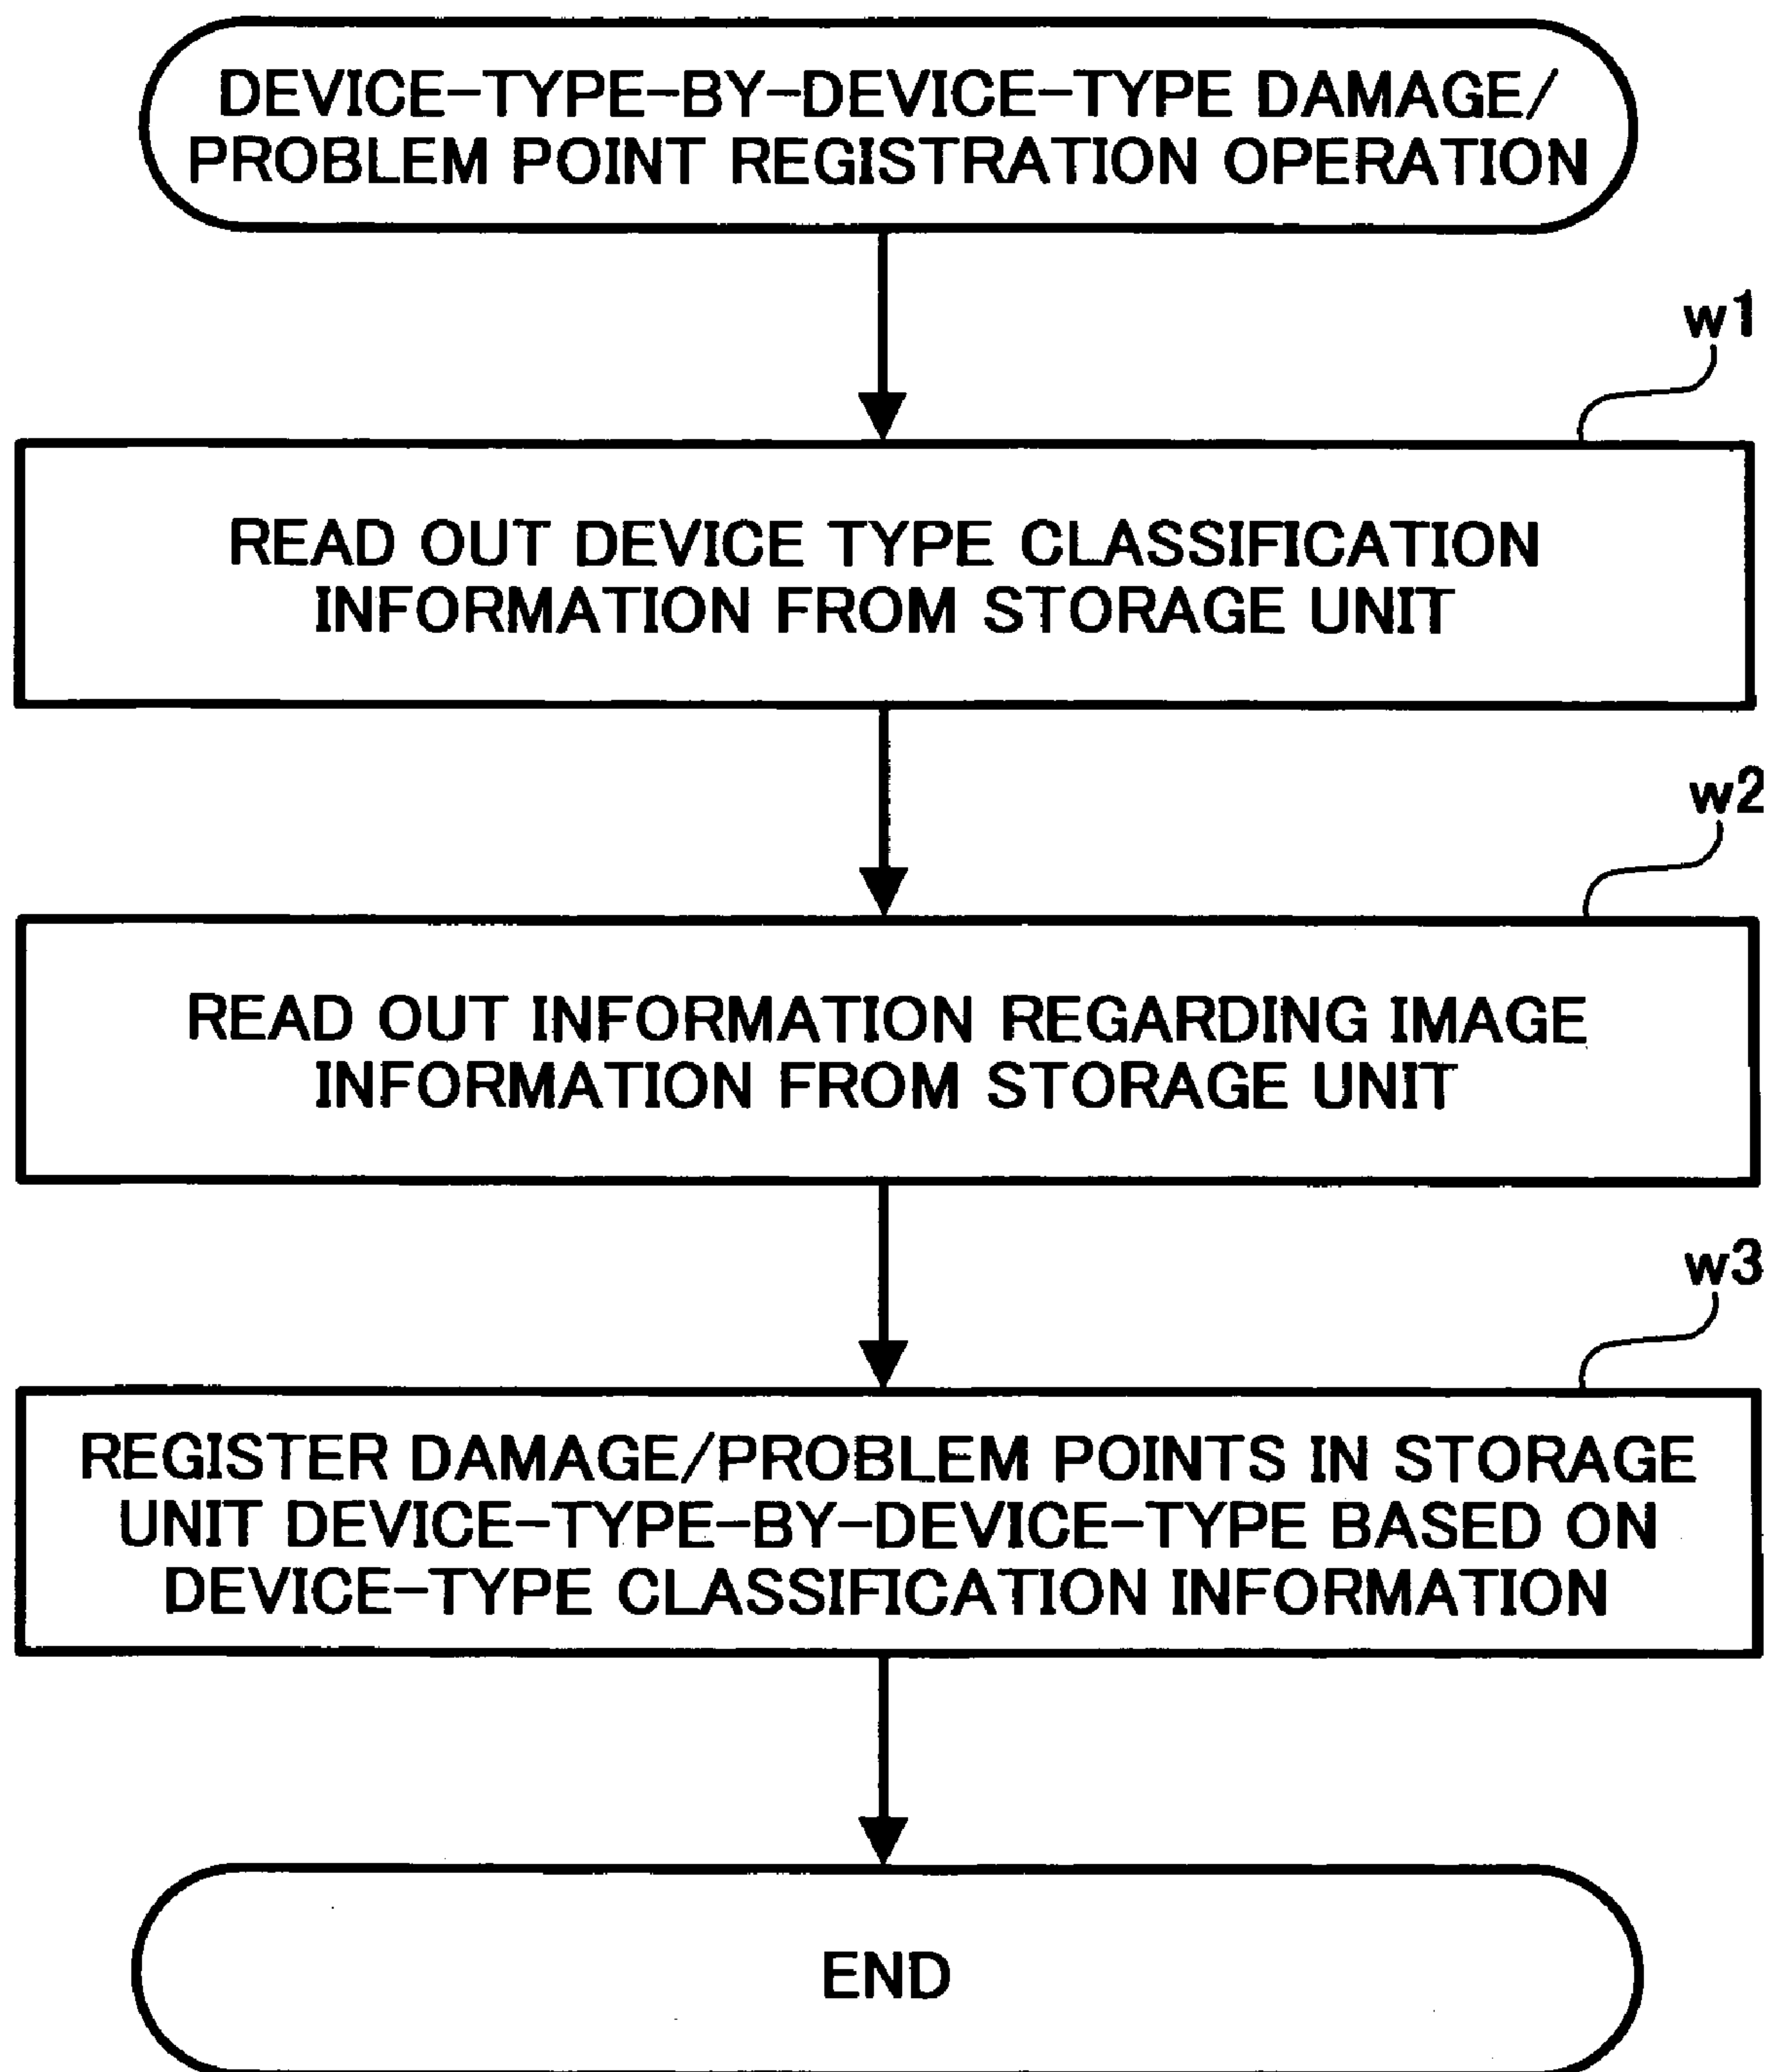 DEVICE-TYPE-BY-DEVICE-TYPE DAMAGE/
PROBLEM POINT REGISTRATION OPERATION
w1
READ OUT DEVICE TYPE CLASSIFICATION
INFORMATION FROM STORAGE UNIT
w2
READ OUT INFORMATION REGARDING IMAGE
INFORMATION FROM STORAGE UNIT
w3
REGISTER DAMAGE/PROBLEM POINTS IN STORAGE
UNIT DEVICE-TYPE-BY-DEVICE-TYPE BASED ON
DEVICE-TYPE CLASSIFICATION INFORMATION
END